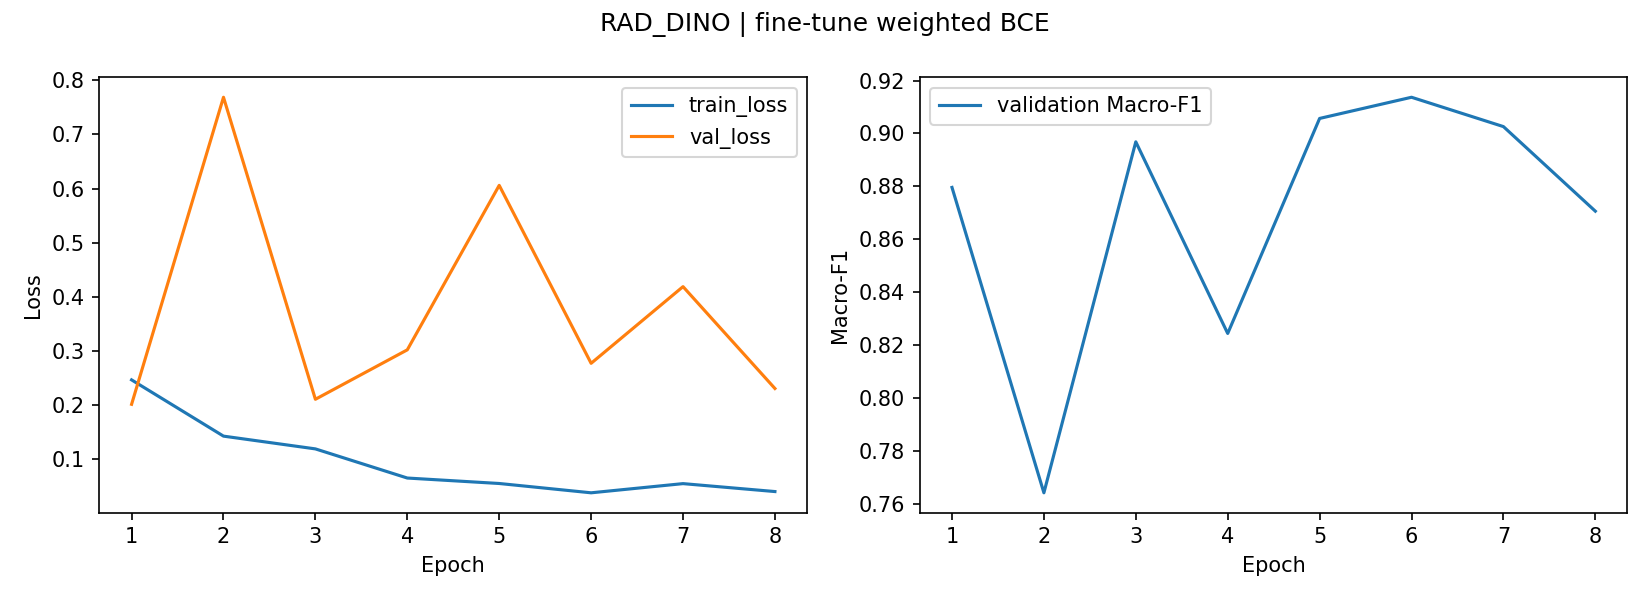 RAD_DINO | fine-tune weighted BCE
0.8
0.7
0.6
0.5
0.4
0.3
0.2
0.1
Loss
train_loss
val_loss
1 2 3 4 5 6 7 8
Epoch
0.92
0.90
0.88
0.86
0.84
0.82
0.80
0.78
0.76
Macro-F1
validation Macro-F1
1 2 3 4 5 6 7 8
Epoch